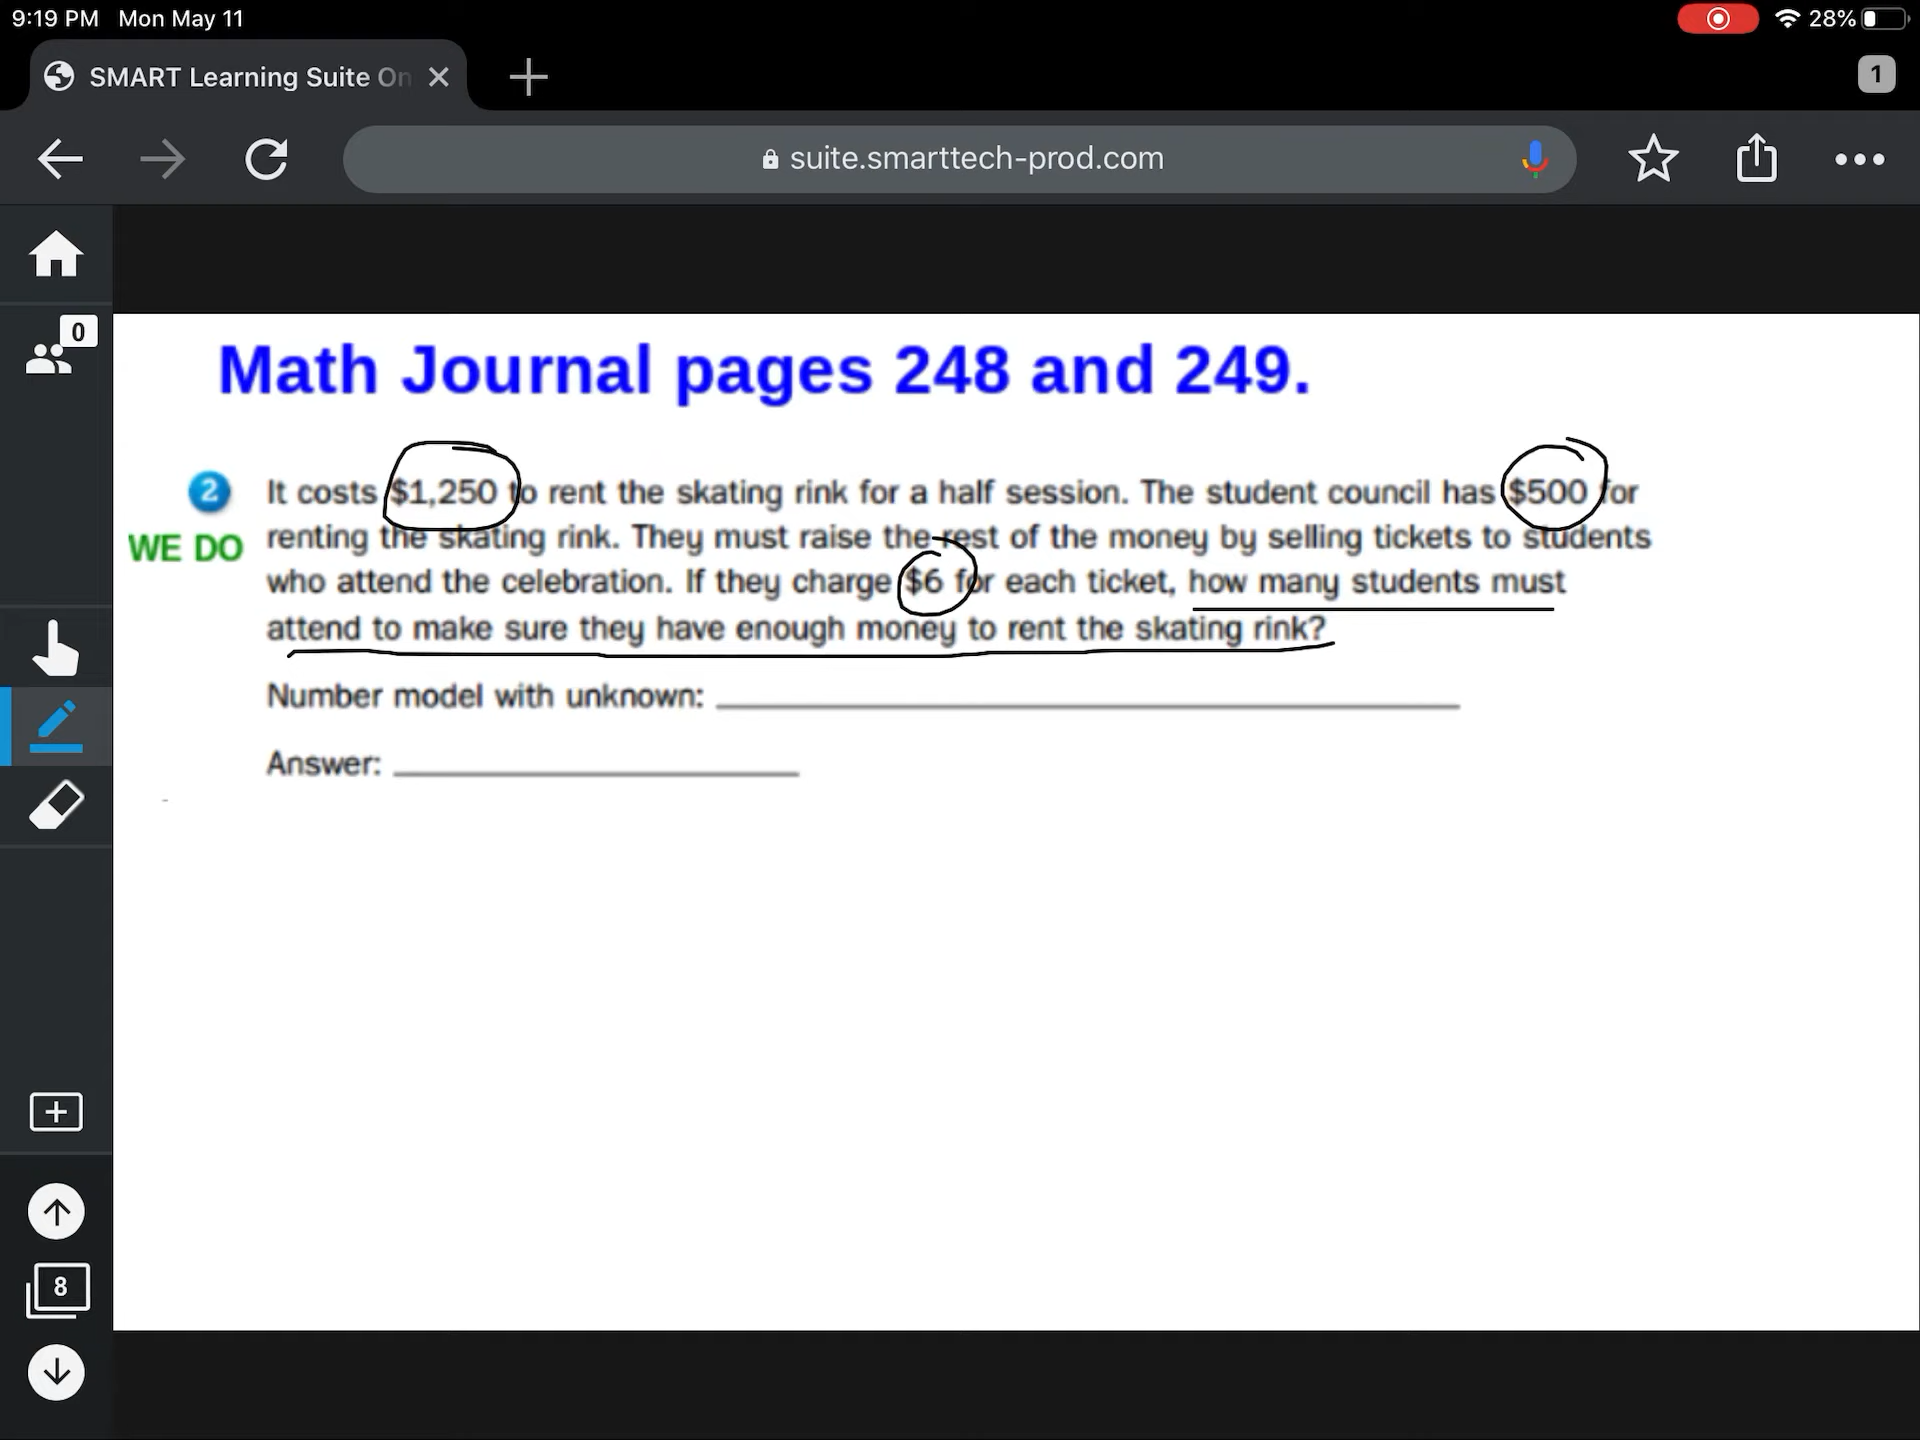 9:19 PM Mon May 11
28%
SMART Learning Suite On
1
suite.smarttech-prod.com
0
Math Journal pages 248 and 249.
2 It costs $1,250 to rent the skating rink for a half session. The student council has $500 for
WE DO renting the skating rink. They must raise the rest of the money by selling tickets to students
who attend the celebration. If they charge $6 for each ticket, how many students must
attend to make sure they have enough money to rent the skating rink?
Number model with unknown:
Answer:
8